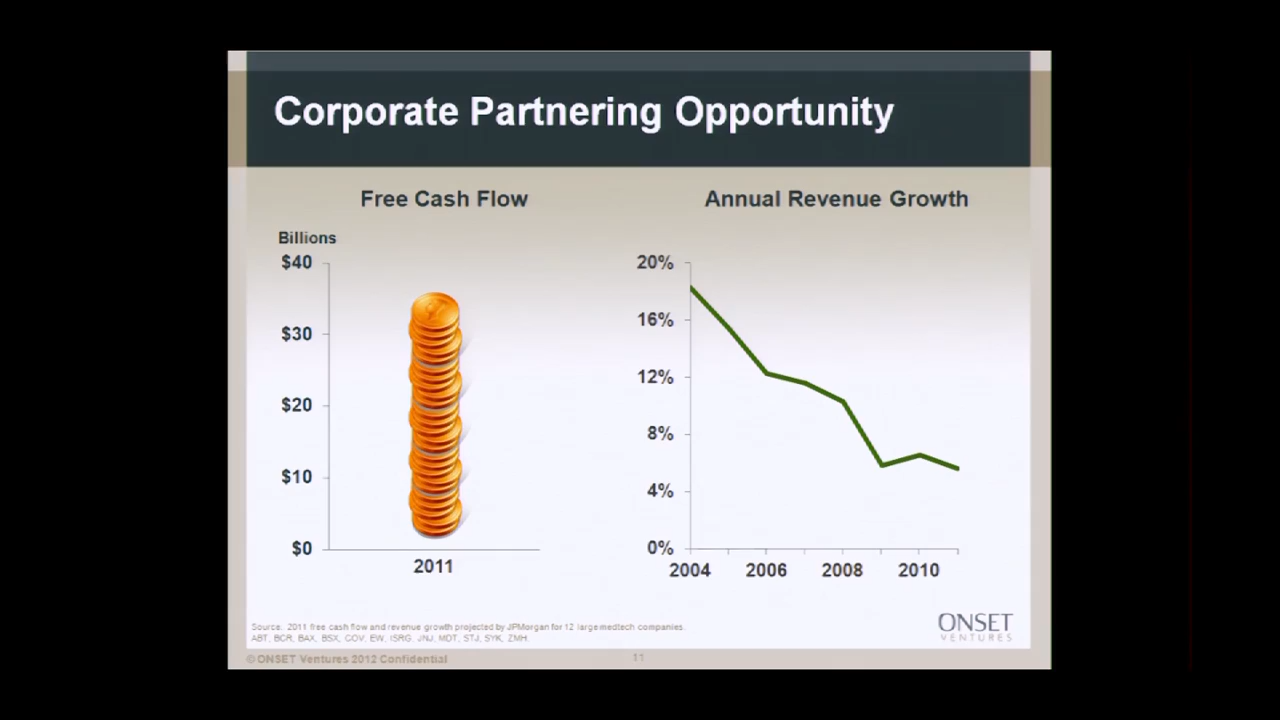 Corporate Partnering Opportunity
Free Cash Flow
Billions
$40
$30
$20
$10
$0
2011
Annual Revenue Growth
20%
16%
12%
8%
4%
0%
2004 2006 2008 2010
Source: 2011 free cash flow and revenue growth projected by JPMorgan for 12 large medtech companies.
ABT, BCR, BAX, BSX, COV, EW, ISRG, JNJ, MDT, STJ, SYK, ZMH.
ONSET
VENTURES
© ONSET Ventures 2012 Confidential
11